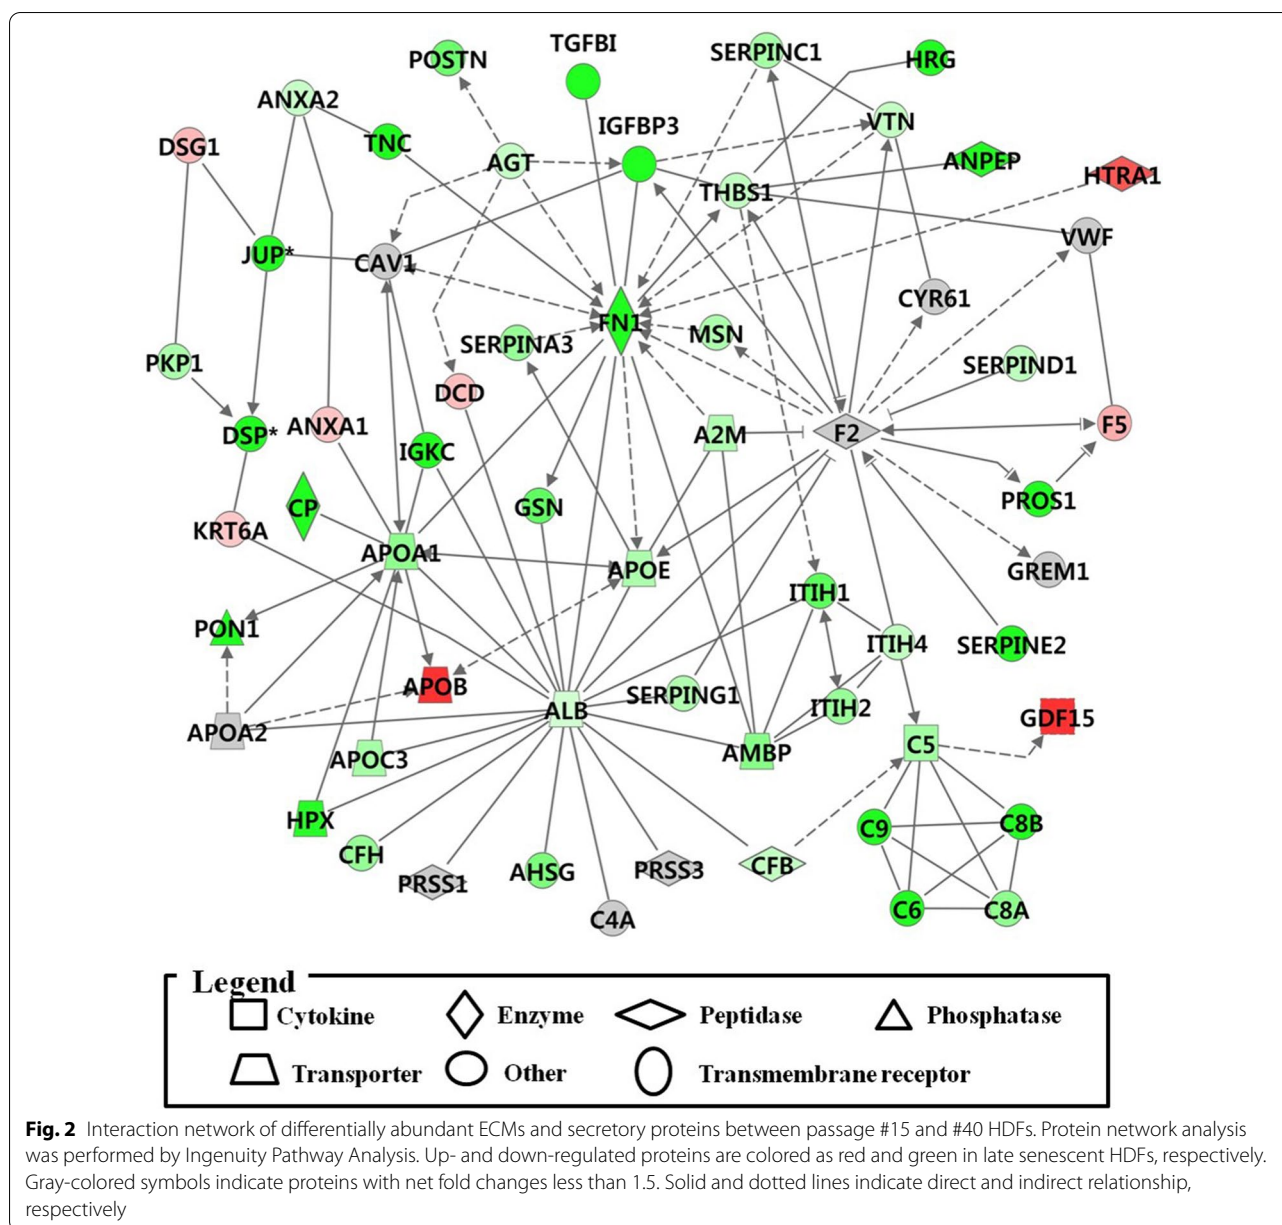 TGFBI
POSTN
SERPINC1
HRG
ANXA2
IGFBP3
VTN
TNC
DSG1
AGT
ANPEP
HTRA1
THBS1
VWF
JUP*
CAV1
CYR61
FN1
MSN
SERPINA3
PKP1
SERPIND1
DCD
ANXA1
DSP*
A2M
F2
F5
IGKC
CP
GSN
PROS1
KRT6A
APOA1
APOE
GREM1
ITIH1
PON1
ITIH4
SERPINE2
APOB
SERPING1
ITIH2
ALB
GDF15
APOA2
C5
APOC3
AMBP
HPX
C9
C8B
CFH
PRSS1
AHSG
PRSS3
CFB
C4A
C6
C8A
Legend
Cytokine
Enzyme
Peptidase
Phosphatase
Transporter
Other
Transmembrane receptor
Fig. 2 Interaction network of differentially abundant ECMs and secretory proteins between passage #15 and #40 HDFs. Protein network analysis
was performed by Ingenuity Pathway Analysis. Up- and down-regulated proteins are colored as red and green in late senescent HDFs, respectively.
Gray-colored symbols indicate proteins with net fold changes less than 1.5. Solid and dotted lines indicate direct and indirect relationship,
respectively